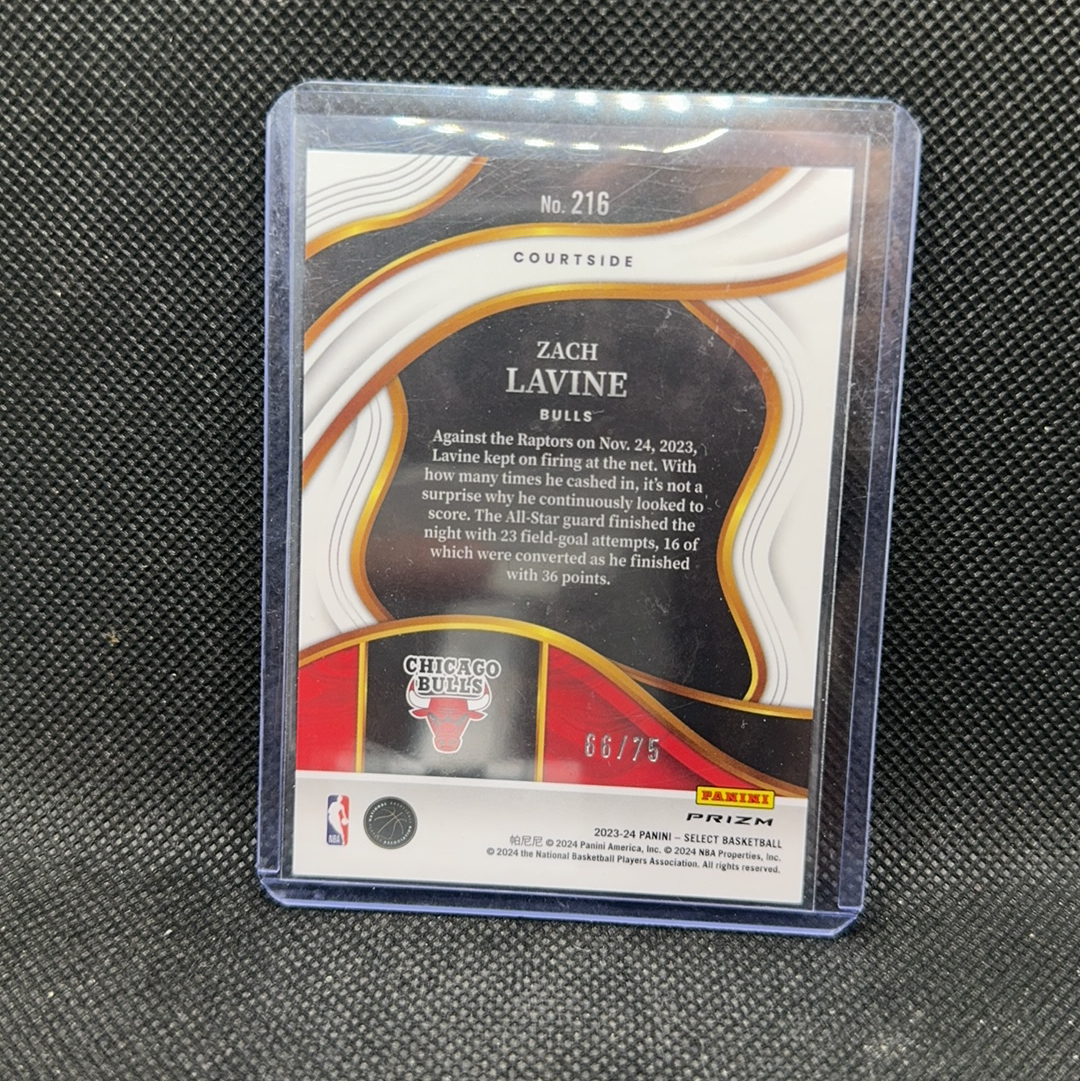 No. 216
COURTSIDE
ZACH
LAVINE
BULLS
Against the Raptors on Nov. 24, 2023,
Lavine kept on firing at the net. With
how many times he cashed in, it's not a
surprise why he continuously looked to
score. The All-Star guard finished the
night with 23 field-goal attempts, 16 of
which were converted as he finished
with 36 points.
CHICAGO
BULLS
66/75
PANINI
PRIZM
NBA
2023-24 PANINI – SELECT BASKETBALL
帕尼尼 © 2024 Panini America, Inc. © 2024 NBA Properties, Inc.
© 2024 the National Basketball Players Association. All rights reserved.